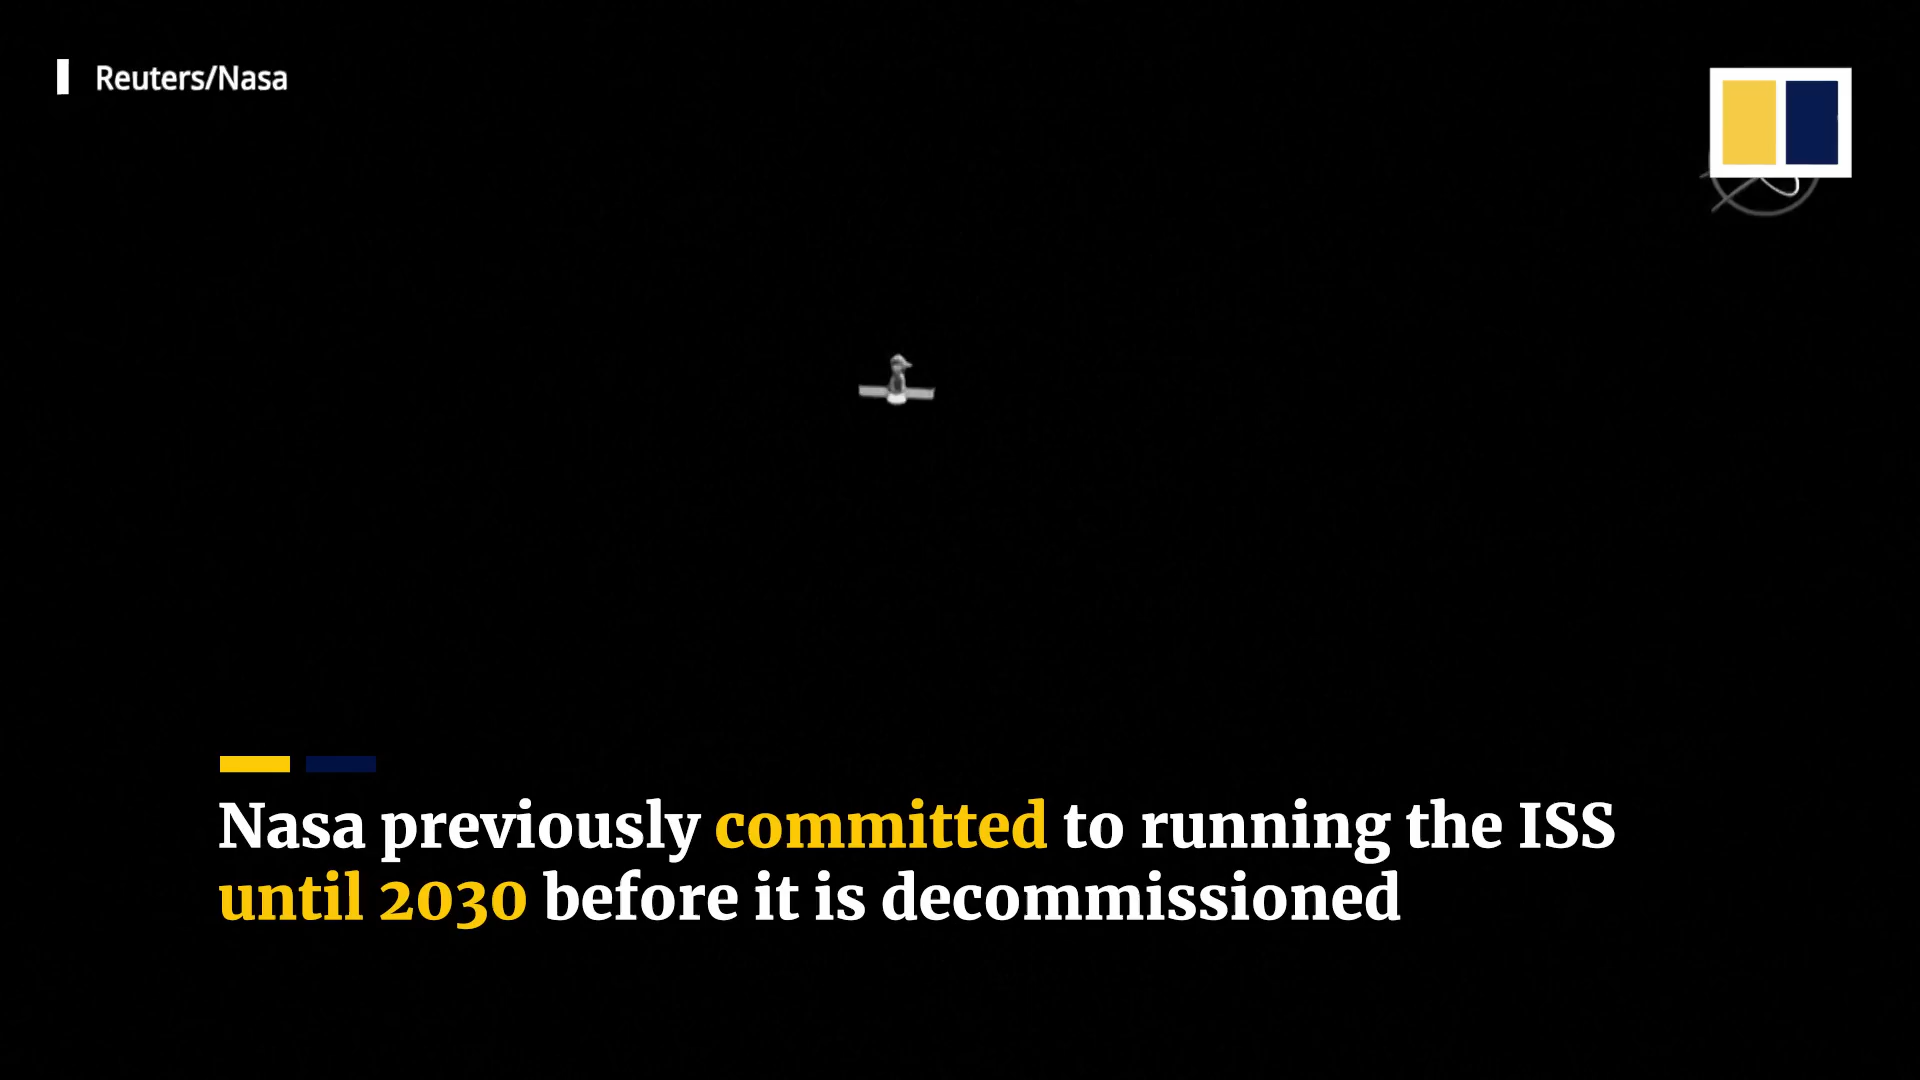 Reuters/Nasa
Nasa previously committed to running the ISS
until 2030 before it is decommissioned